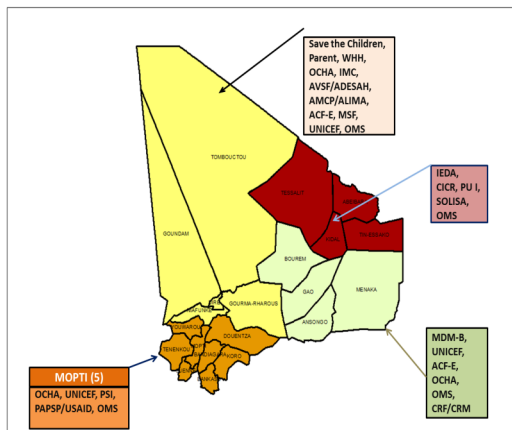 Save the Children,
Parent, WHH,
OCHA, IMC,
AVSF/ADESAH,
AMCP/ALIMA,
ACF-E, MSF,
UNICEF, OMS
TOMBOUCTOU
IEDA,
CICR, PU I,
SOLISA,
OMS
GOUNDAM
BOUREM
GAO
MENAKA
GOURMA-RHAROUS
ANSONGO
DOUENTZA
TENENKOU
KORO
MDM-B,
UNICEF,
ACF-E,
OCHA,
OMS,
CRF/CRM
MOPTI (5)
OCHA, UNICEF, PSI,
PAPSP/USAID, OMS